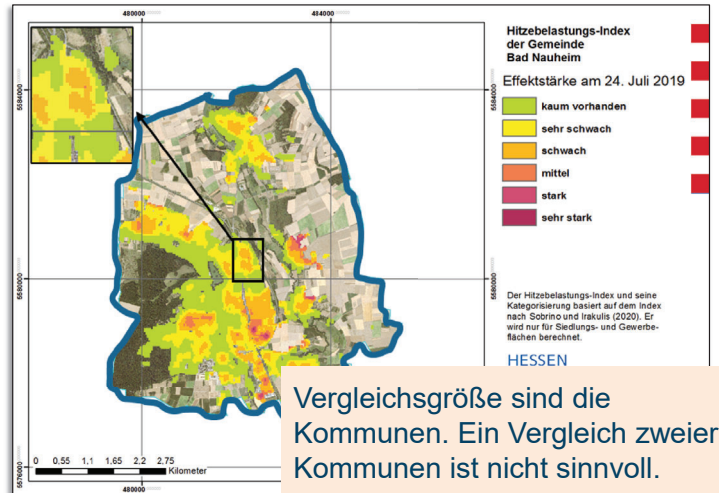 480000
484000
5584000
5584000
Hitzebelastungs-Index
der Gemeinde
Bad Nauheim
Effektstärke am 24. Juli 2019
kaum vorhanden
sehr schwach
schwach
mittel
stark
sehr stark
5580000
5580000
Der Hitzebelastungs-Index und seine
Kategorisierung basiert auf dem Index
nach Sobrino und Irakulis (2020). Er
wird nur für Siedlungs- und Gewerbe-
flächen berechnet.
HESSEN
Vergleichsgröße sind die
Kommunen. Ein Vergleich zweier
Kommunen ist nicht sinnvoll.
0 0,55 1,1 1,65 2,2 2,75
Kilometer
5576000
480000